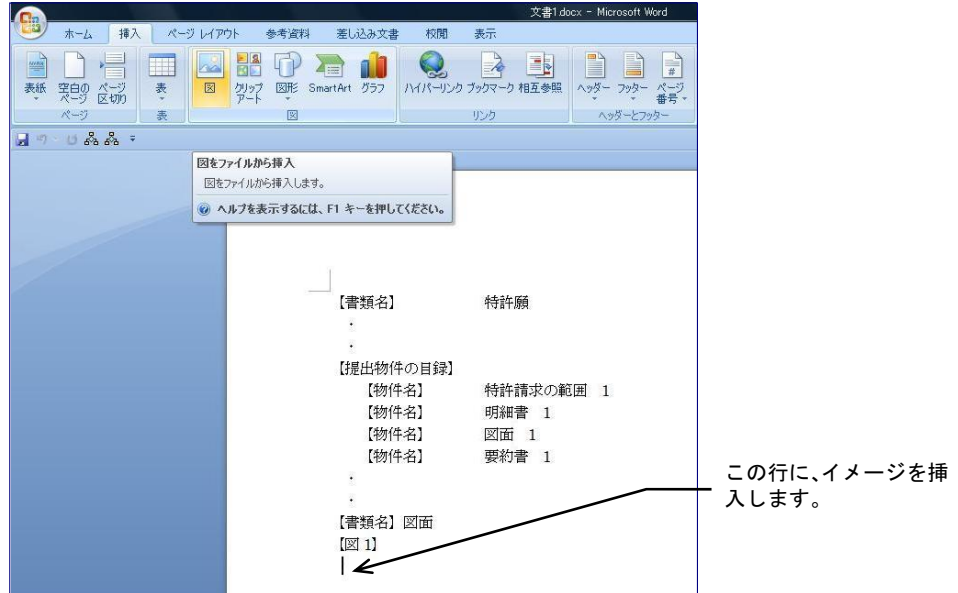 文書1.docx - Microsoft Word
ホーム 挿入 ページ レイアウト 参考資料 差し込み文書 校閲 表示
表紙 空白のページ ページ区切り 表 図 クリップアート 図形 SmartArt グラフ ハイパーリンク ブックマーク 相互参照 ヘッダー フッター ページ番号
ページ 表 図 リンク ヘッダーとフッター
図をファイルから挿入
図をファイルから挿入します。
ヘルプを表示するには、F1 キーを押してください。
【書類名】 特許願
・
・
【提出物件の目録】
【物件名】 特許請求の範囲 1
【物件名】 明細書 1
【物件名】 図面 1
【物件名】 要約書 1
・
・
【書類名】図面
【図 1】
この行に、イメージを挿
入します。